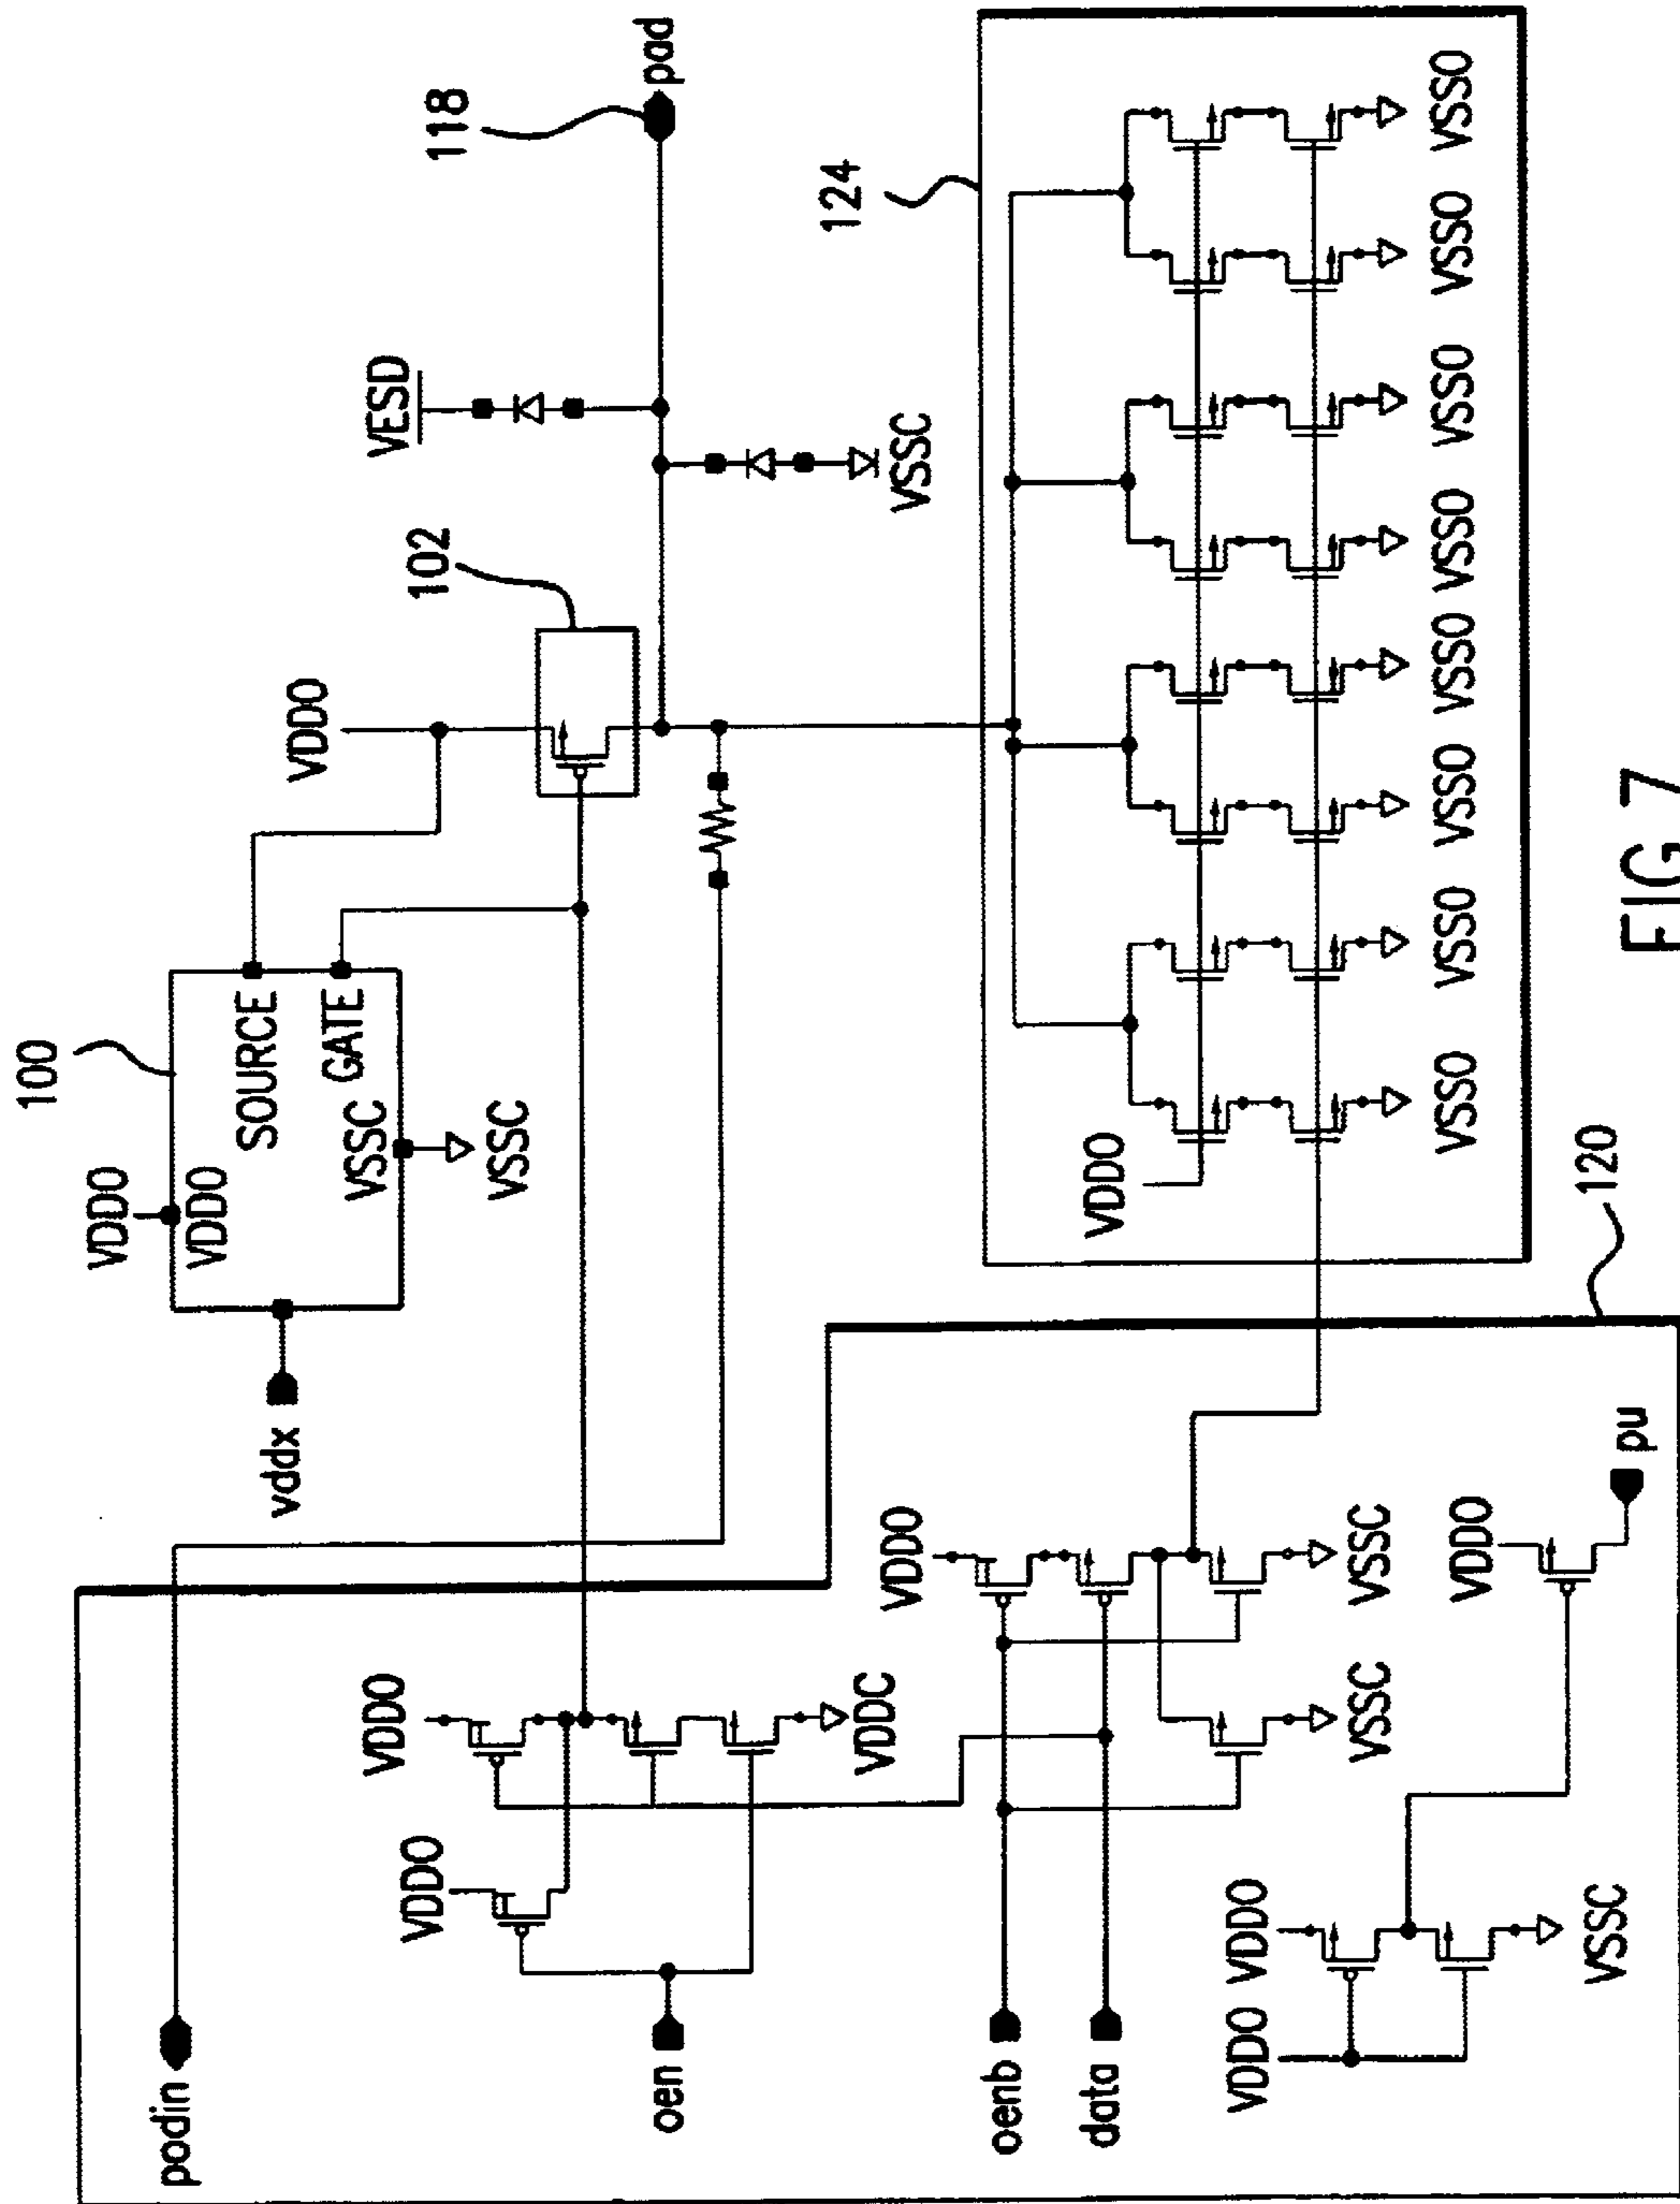 100
VDDO
VDDO
vddx
SOURCE
GATE
VSSC
VSSC
VDDO
102
VESD
VSSC
118
pad
podin
VDDO
VDDO
VDDC
oen
oenb
data
VDDO
VSSC
VSSC
VDDO
VDDO
VSSC
VDDO
pu
120
124
VDDO
VSSO
VSSO
VSSO
VSSO
VSSO
VSSO
VSSO
VSSO
FIG 7